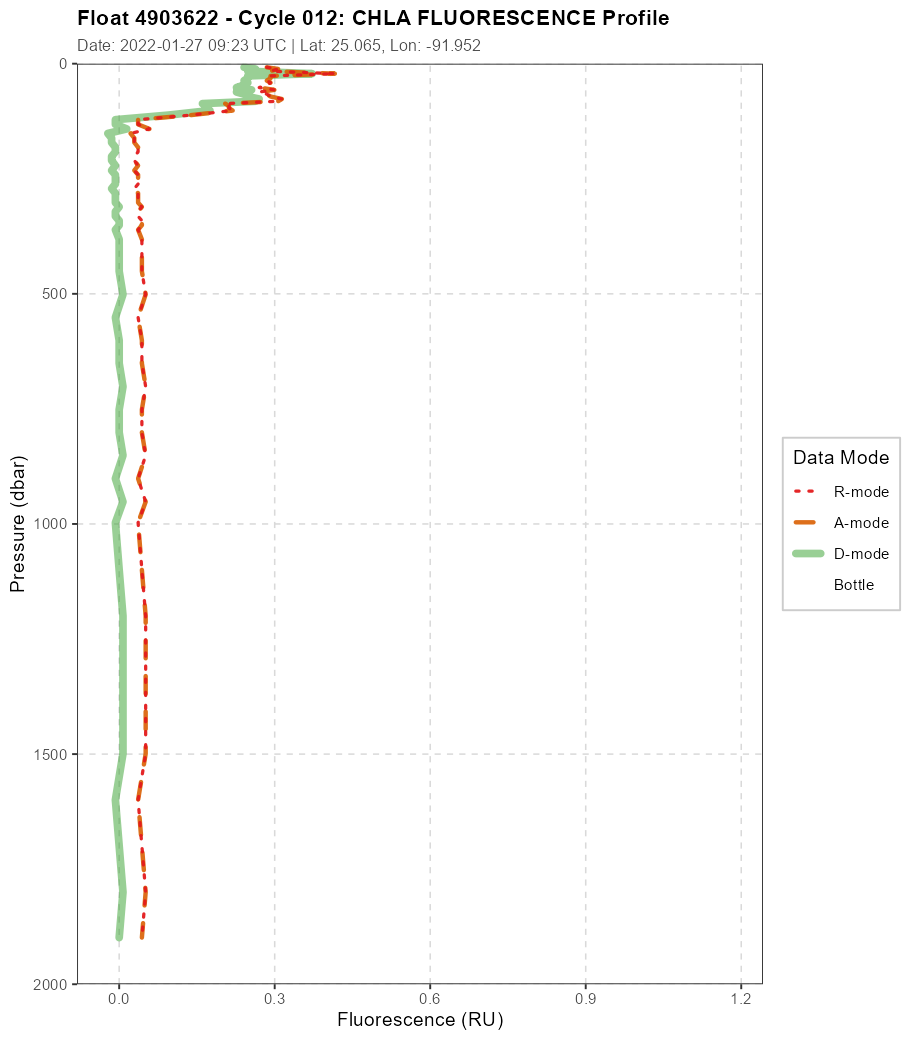 Float 4903622 - Cycle 012: CHLA FLUORESCENCE Profile
Date: 2022-01-27 09:23 UTC | Lat: 25.065, Lon: -91.952
0
500
1000
1500
2000
Pressure (dbar)
0.0 0.3 0.6 0.9 1.2
Fluorescence (RU)
Data Mode
R-mode
A-mode
D-mode
Bottle